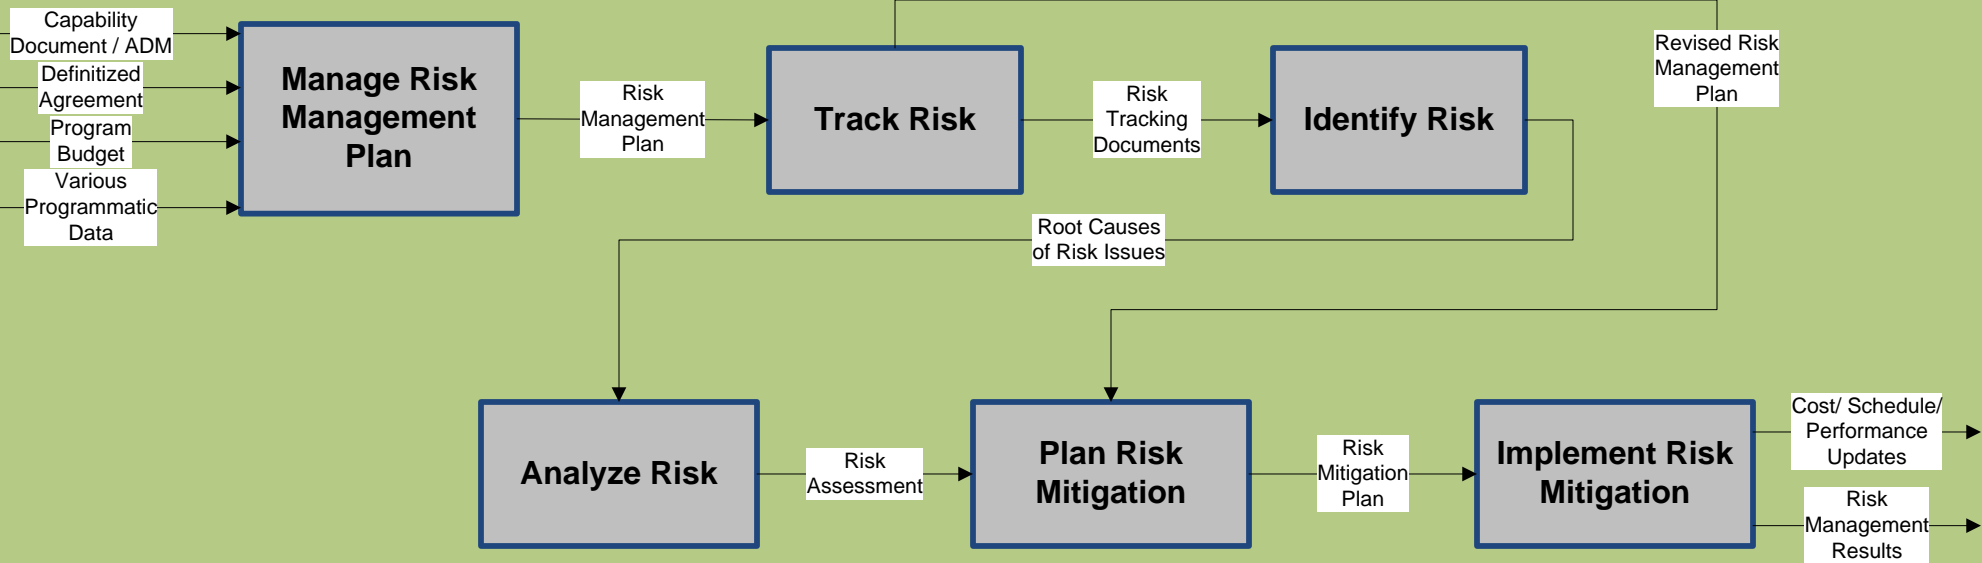 Capability
Document / ADM
Definitized
Agreement
Program
Budget
Various
Programmatic
Data
Manage Risk
Management
Plan
Risk
Management
Plan
Track Risk
Risk
Tracking
Documents
Identify Risk
Revised Risk
Management
Plan
Root Causes
of Risk Issues
Analyze Risk
Risk
Assessment
Plan Risk
Mitigation
Risk
Mitigation
Plan
Implement Risk
Mitigation
Cost/ Schedule/
Performance
Updates
Risk
Management
Results